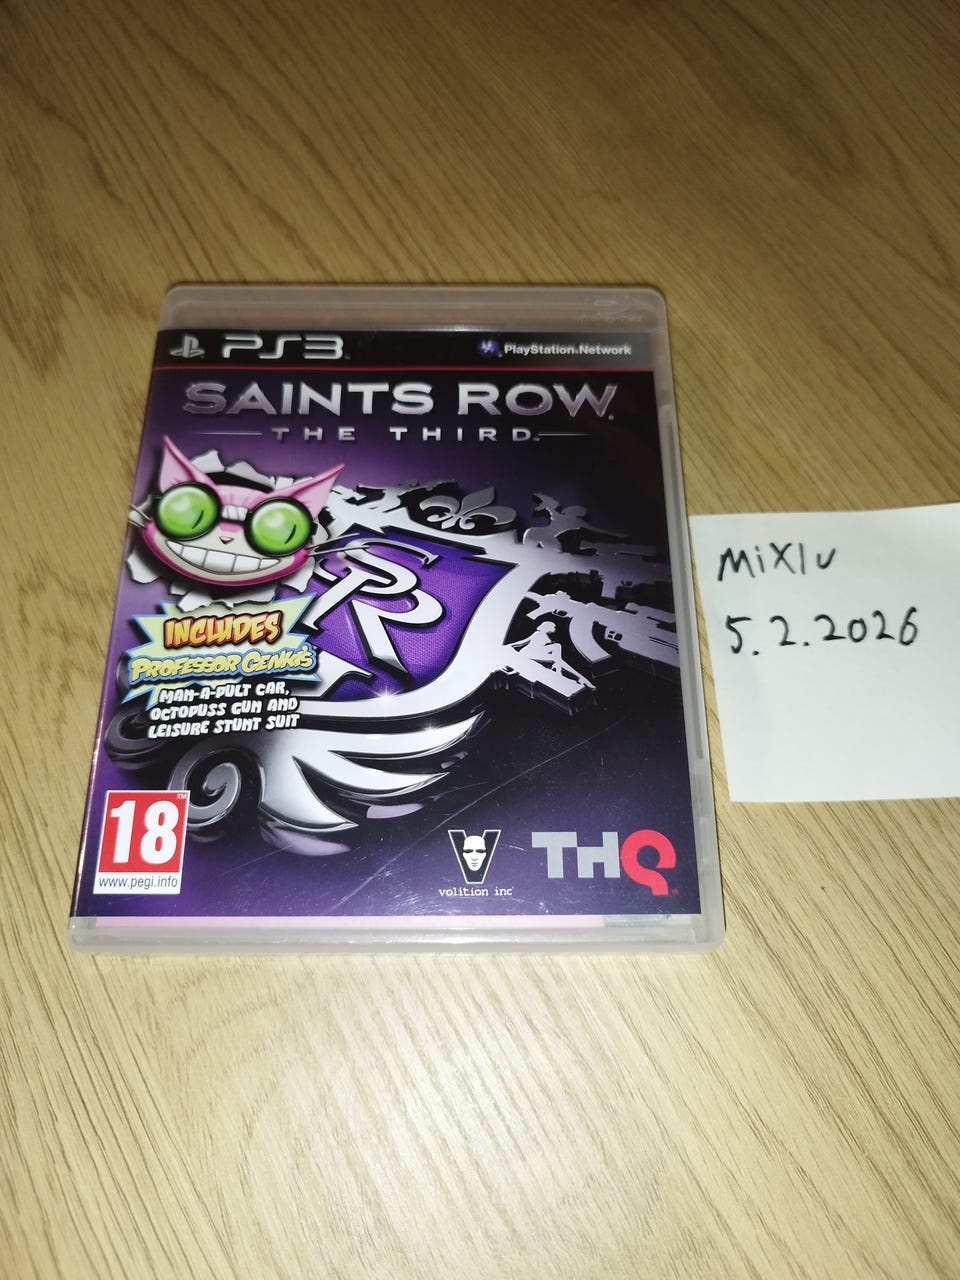 PS3
PlayStation Network
SAINTS ROW
THE THIRD
SR
INCLUDES
PROFESSOR GENKI'S
MAN-A-PULT CAR,
OCTOPUSS GUN AND
LEISURE STUNT SUIT
18
www.pegi.info
volition inc
THQ
Mixlu
5.2.2026